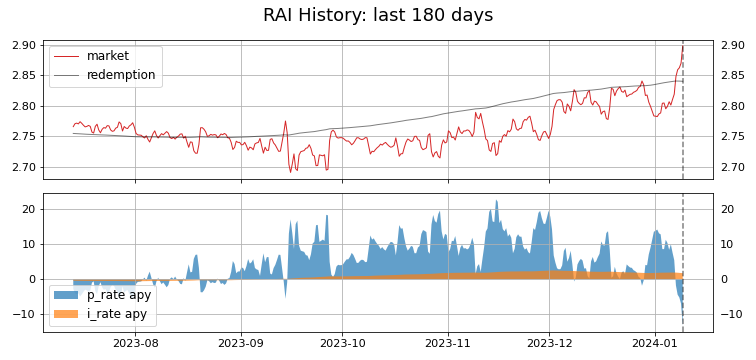 RAI History: last 180 days
2.90 2.90
market
redemption
2.85 2.85
2.80 2.80
2.75 2.75
2.70 2.70
20 20
10 10
0 0
p_rate apy
i_rate apy
−10 −10
2023-08 2023-09 2023-10 2023-11 2023-12 2024-01